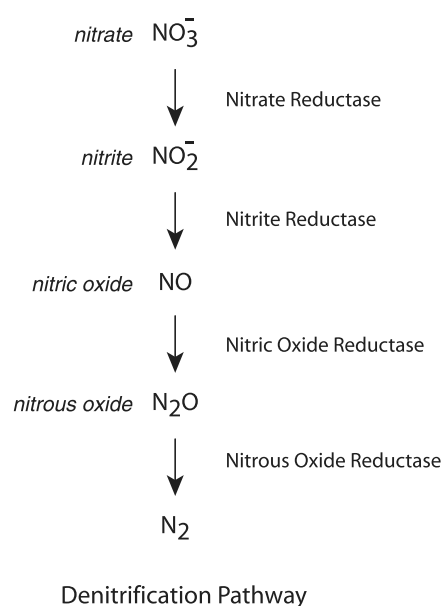 nitrate NO₃⁻
Nitrate Reductase
nitrite NO₂⁻
Nitrite Reductase
nitric oxide NO
Nitric Oxide Reductase
nitrous oxide N₂O
Nitrous Oxide Reductase
N₂
Denitrification Pathway